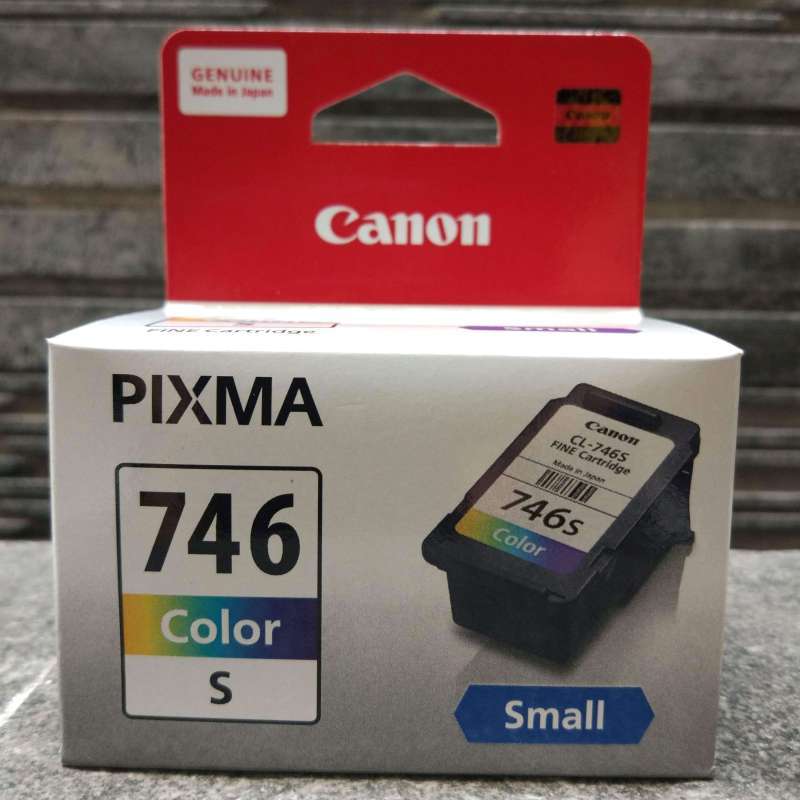 GENUINE
Made in Japan
Canon
Canon
S
FINE Cartridge
Small
PIXMA
746
Color
S
Canon
CL-746S
FINE Cartridge
Made in Japan
746s
Color
Small